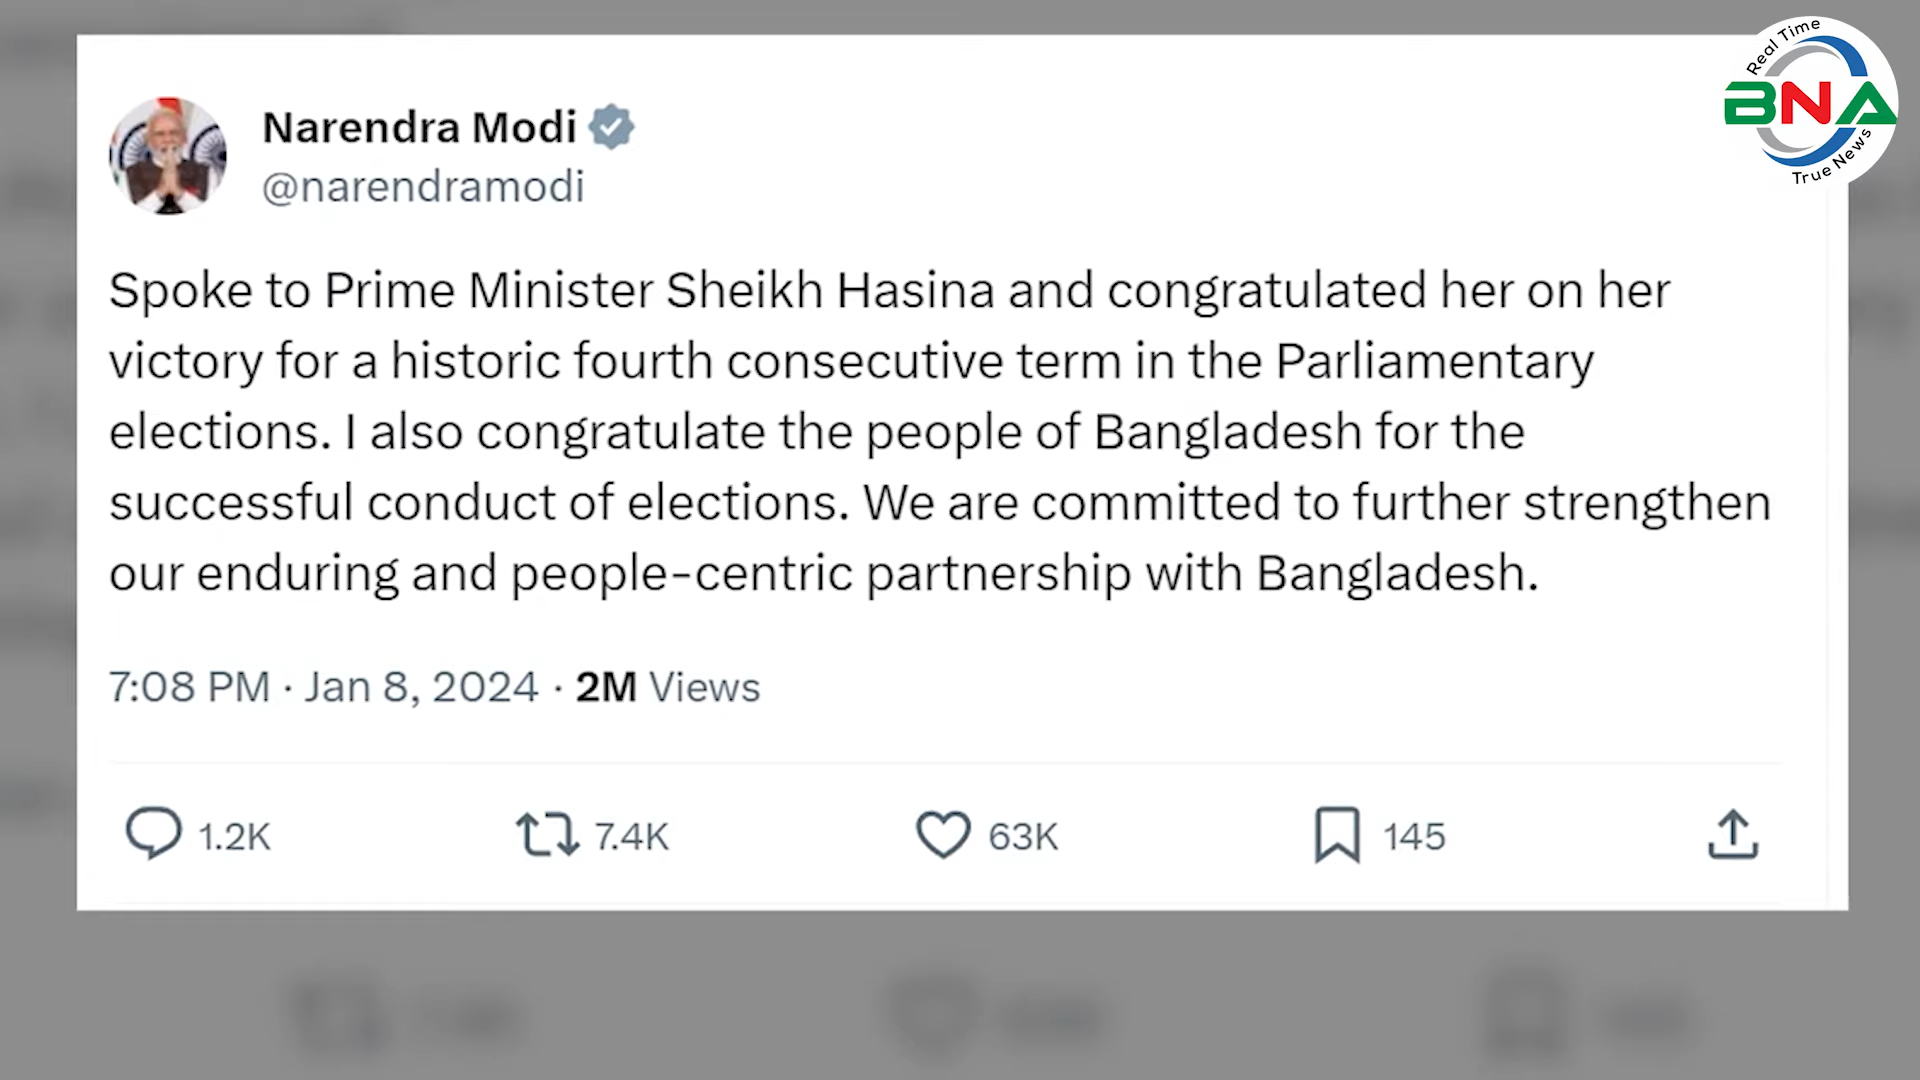 Real Time
BNA
True News
Narendra Modi
@narendramodi
Spoke to Prime Minister Sheikh Hasina and congratulated her on her
victory for a historic fourth consecutive term in the Parliamentary
elections. I also congratulate the people of Bangladesh for the
successful conduct of elections. We are committed to further strengthen
our enduring and people-centric partnership with Bangladesh.
7:08 PM · Jan 8, 2024 · 2M Views
1.2K 7.4K 63K 145